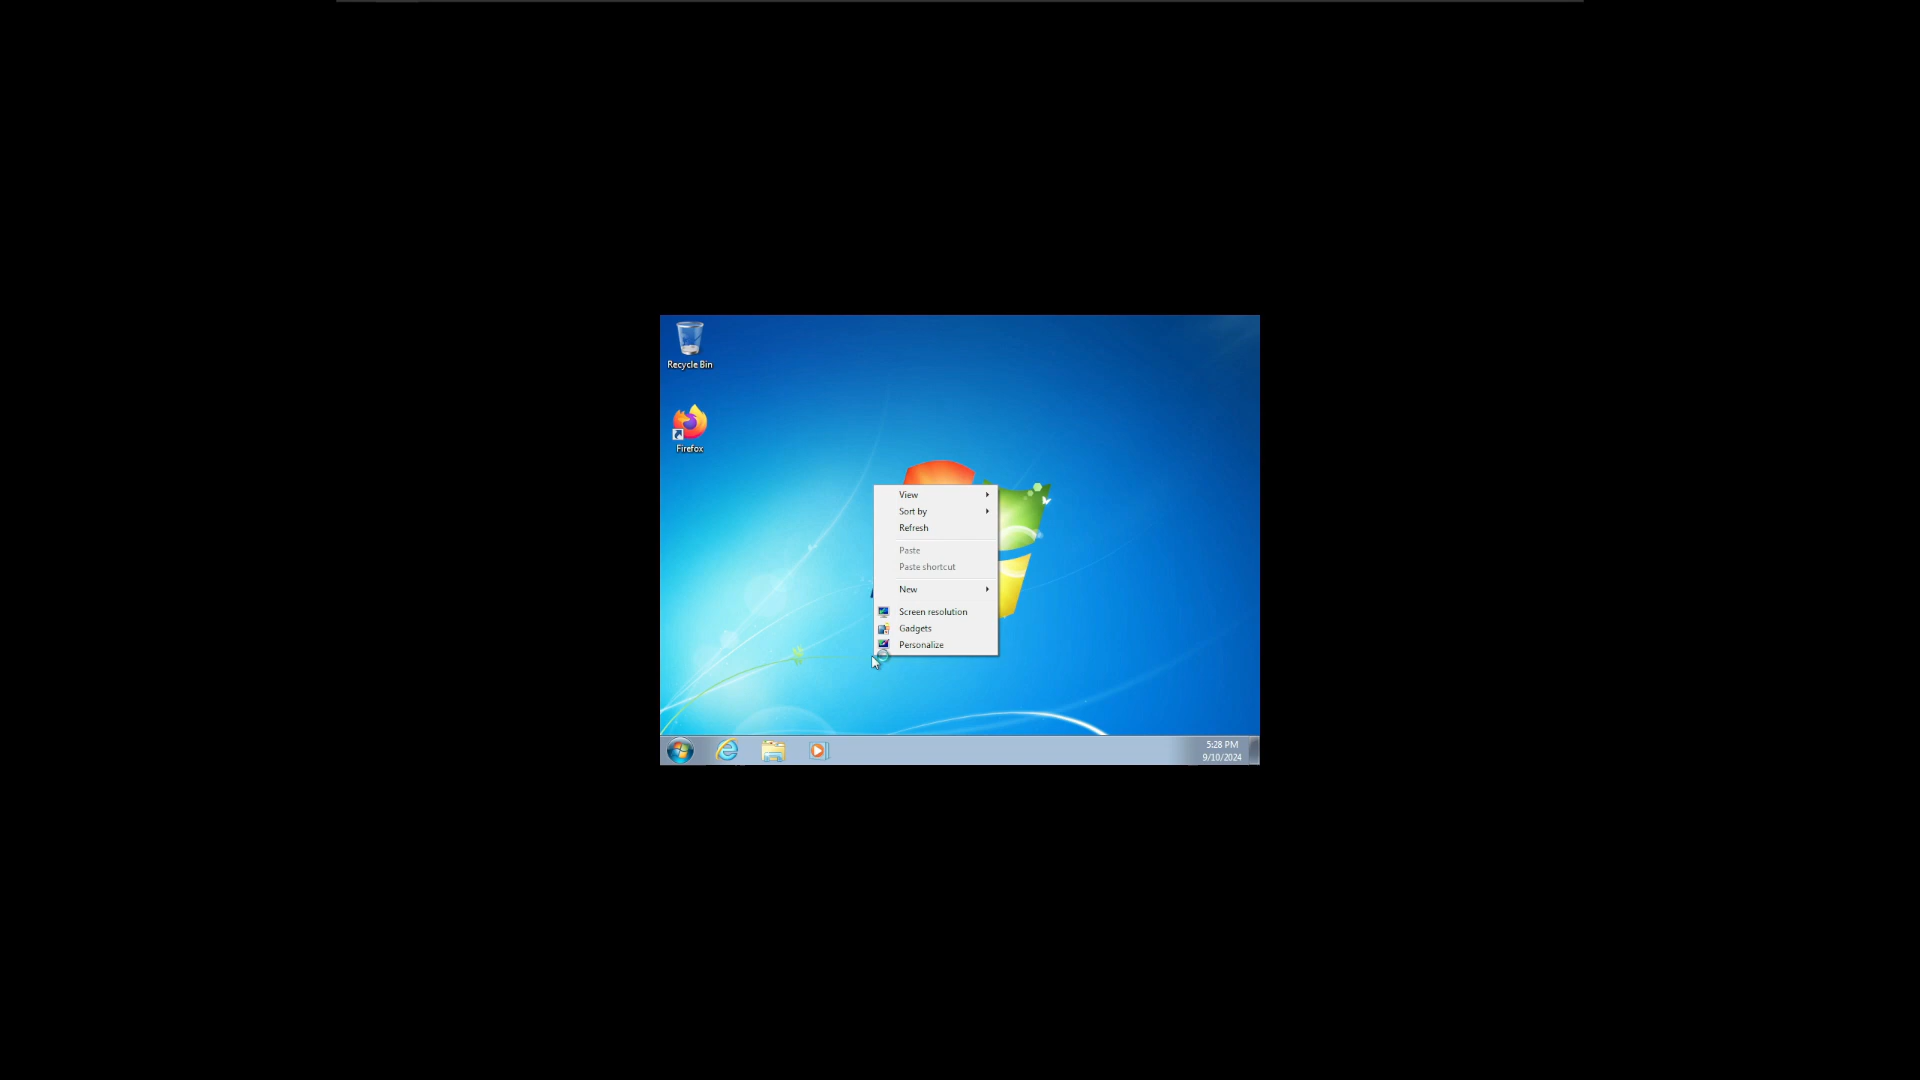 Recycle Bin
Firefox
View
Sort by
Refresh
Paste
Paste shortcut
New
Screen resolution
Gadgets
Personalize
5:28 PM
9/10/2024